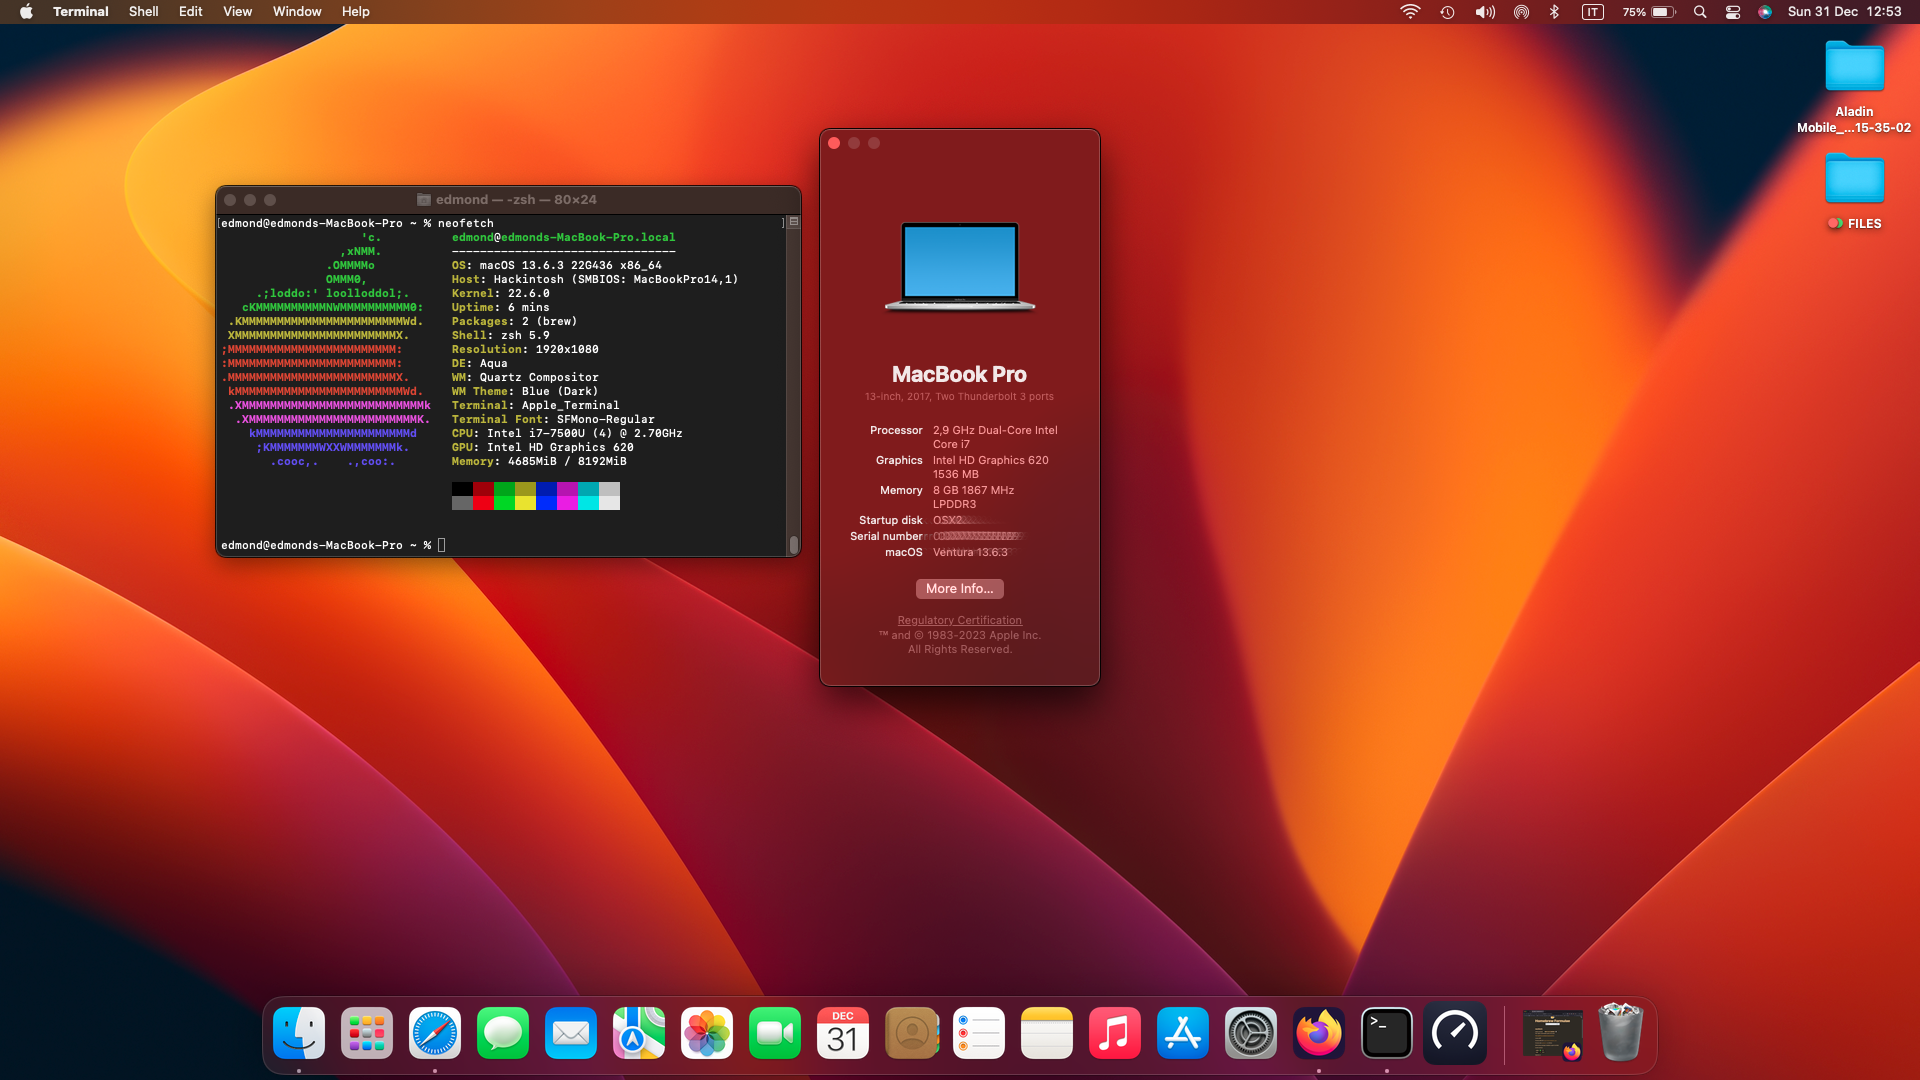 Terminal Shell Edit View Window Help
IT 75% Sun 31 Dec 12:53
Aladin
Mobile_...15-35-02
FILES
edmond — -zsh — 80×24
[edmond@edmonds-MacBook-Pro ~ % neofetch ]
'c. edmond@edmonds-MacBook-Pro.local
,xNMM. -------------------------------
.OMMMMo OS: macOS 13.6.3 22G436 x86_64
OMMM0, Host: Hackintosh (SMBIOS: MacBookPro14,1)
.;loddo:' loolloddol;. Kernel: 22.6.0
cKMMMMMMMMMMNWMMMMMMMMMM0: Uptime: 6 mins
.KMMMMMMMMMMMMMMMMMMMMMMMWd. Packages: 2 (brew)
XMMMMMMMMMMMMMMMMMMMMMMMX. Shell: zsh 5.9
;MMMMMMMMMMMMMMMMMMMMMMMM: Resolution: 1920x1080
:MMMMMMMMMMMMMMMMMMMMMMMM: DE: Aqua
.MMMMMMMMMMMMMMMMMMMMMMMMX. WM: Quartz Compositor
kMMMMMMMMMMMMMMMMMMMMMMMMWd. WM Theme: Blue (Dark)
.XMMMMMMMMMMMMMMMMMMMMMMMMMMk Terminal: Apple_Terminal
.XMMMMMMMMMMMMMMMMMMMMMMMMK. Terminal Font: SFMono-Regular
kMMMMMMMMMMMMMMMMMMMMMMd CPU: Intel i7-7500U (4) @ 2.70GHz
;KMMMMMMMWXXWMMMMMMMk. GPU: Intel HD Graphics 620
.cooc,. .,coo:. Memory: 4685MiB / 8192MiB
edmond@edmonds-MacBook-Pro ~ %
MacBook Pro
13-inch, 2017, Two Thunderbolt 3 ports
Processor 2,9 GHz Dual-Core Intel
Core i7
Graphics Intel HD Graphics 620
1536 MB
Memory 8 GB 1867 MHz
LPDDR3
Startup disk OSX2
Serial number
macOS Ventura 13.6.3
More Info...
Regulatory Certification
™ and © 1983-2023 Apple Inc.
All Rights Reserved.
DEC
31
>_